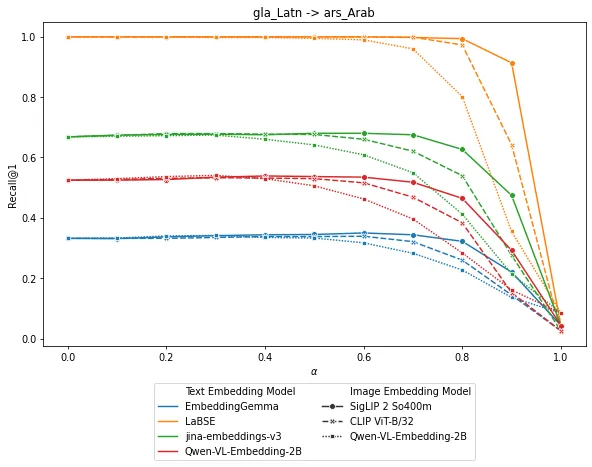 gla_Latn -> ars_Arab
Recall@1
1.0
0.8
0.6
0.4
0.2
0.0
0.0 0.2 0.4 0.6 0.8 1.0
α
Text Embedding Model
EmbeddingGemma
LaBSE
jina-embeddings-v3
Qwen-VL-Embedding-2B
Image Embedding Model
SigLIP 2 So400m
CLIP ViT-B/32
Qwen-VL-Embedding-2B